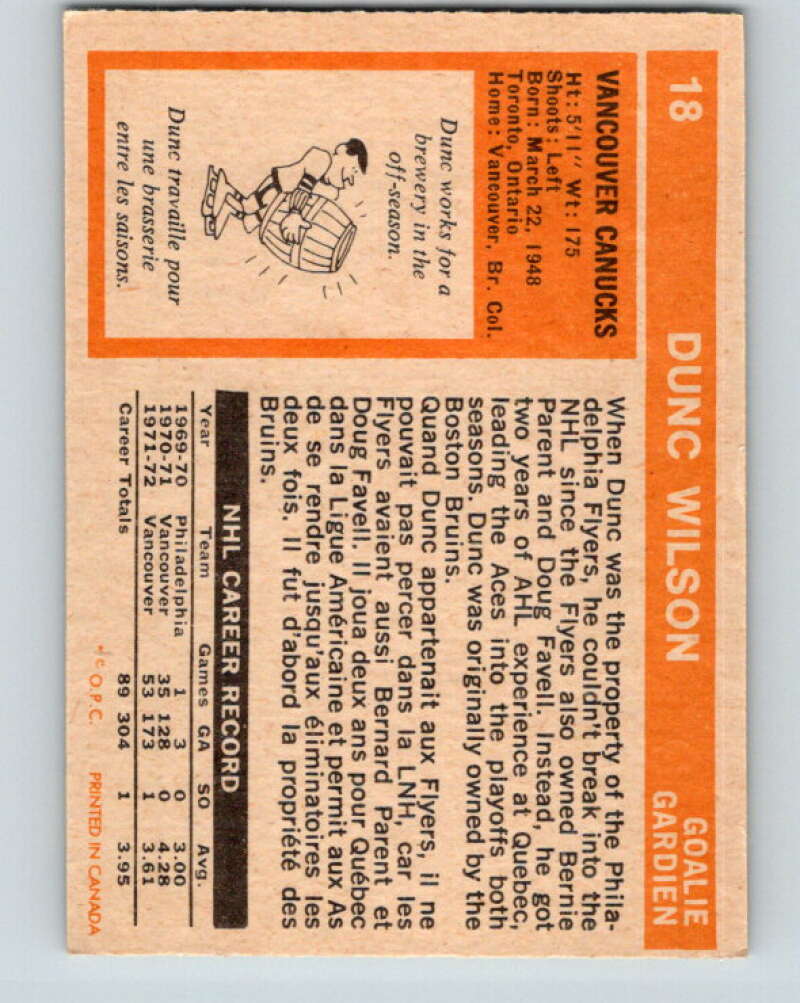 18
DUNC WILSON
GOALIE
GARDIEN
VANCOUVER CANUCKS
Ht: 5'11" Wt: 175
Shoots: Left
Born: March 22, 1948
Toronto, Ontario
Home: Vancouver, Br. Col.
Dunc works for a
brewery in the
off-season.
Dunc travaille pour
une brasserie
entre les saisons.
When Dunc was the property of the Phila-
delphia Flyers, he couldn't break into the
NHL since the Flyers also owned Bernie
Parent and Doug Favell. Instead, he got
two years of AHL experience at Quebec,
leading the Aces into the playoffs both
seasons. Dunc was originally owned by the
Boston Bruins.
Quand Dunc appartenait aux Flyers, il ne
pouvait pas percer dans la LNH, car les
Flyers avaient aussi Bernard Parent et
Doug Favell. Il joua deux ans pour Québec
dans la Ligue Américaine et permit aux As
de se rendre jusqu'aux éliminatoires les
deux fois. Il fut d'abord la propriété des
Bruins.
NHL CAREER RECORD
Year Team Games GA SO Avg.
1969-70 Philadelphia 1 3 0 3.00
1970-71 Vancouver 35 128 0 4.28
1971-72 Vancouver 53 173 1 3.61
Career Totals 89 304 1 3.95
* © O.P.C. PRINTED IN CANADA